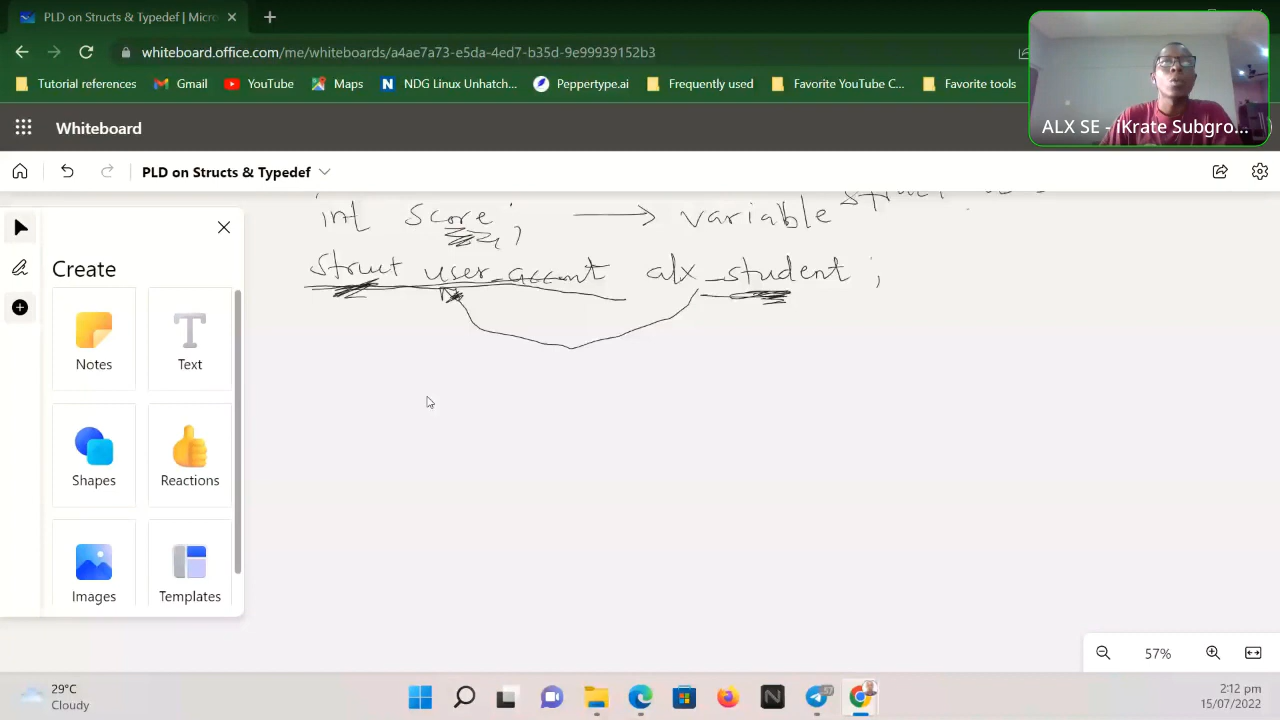 PLD on Structs & Typedef | Micro
whiteboard.office.com/me/whiteboards/a4ae7a73-e5da-4ed7-b35d-9e99939152b3
Tutorial references Gmail YouTube Maps NDG Linux Unhatch... Peppertype.ai Frequently used Favorite YouTube C... Favorite tools
ALX SE - iKrate Subgro...
Whiteboard
PLD on Structs & Typedef
int score; → variable struct
struct user_account alx_student ;
Create
Notes Text
Shapes Reactions
Images Templates
57%
29°C
Cloudy
2:12 pm
15/07/2022